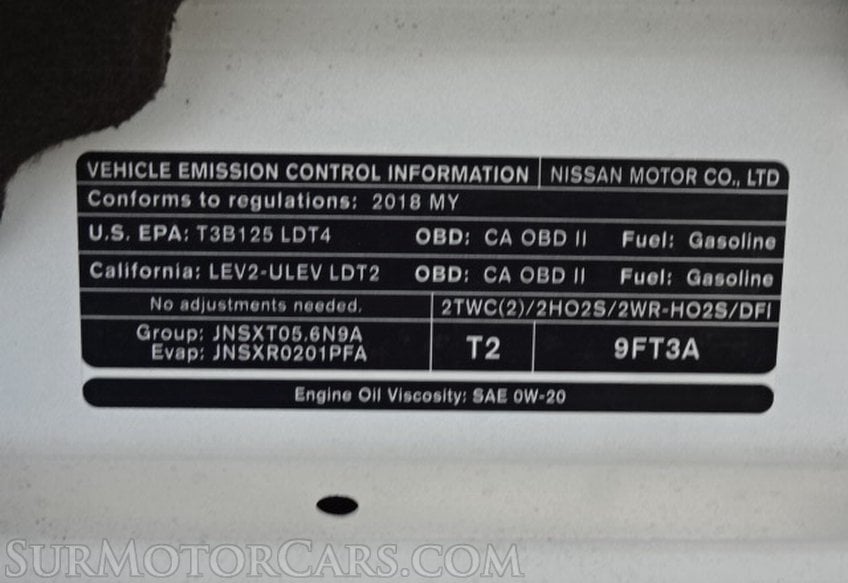 VEHICLE EMISSION CONTROL INFORMATION NISSAN MOTOR CO., LTD
Conforms to regulations: 2018 MY
U.S. EPA: T3B125 LDT4 OBD: CA OBD II Fuel: Gasoline
California: LEV2-ULEV LDT2 OBD: CA OBD II Fuel: Gasoline
No adjustments needed. 2TWC(2)/2HO2S/2WR-HO2S/DFI
Group: JNSXT05.6N9A
Evap: JNSXR0201PFA T2 9FT3A
Engine Oil Viscosity: SAE 0W-20
SURMOTORCARS.COM